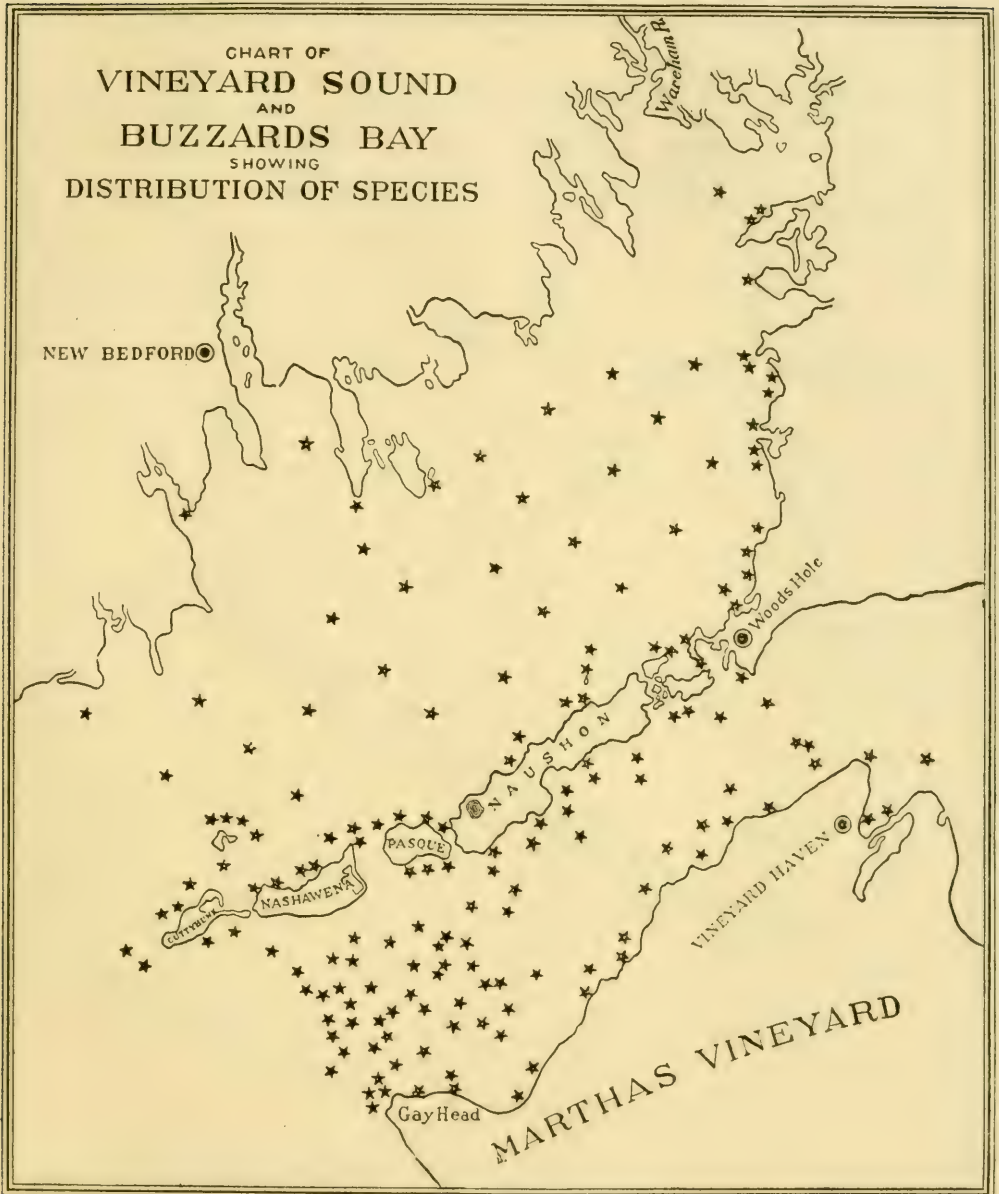 CHART OF
VINEYARD SOUND
AND
BUZZARDS BAY
SHOWING
DISTRIBUTION OF SPECIES
Wareham R.
NEW BEDFORD
Woods Hole
NAUSHON
PASQUE
NASHAWENA
CUTTYHUNK
VINEYARD HAVEN
MARTHAS VINEYARD
Gay Head